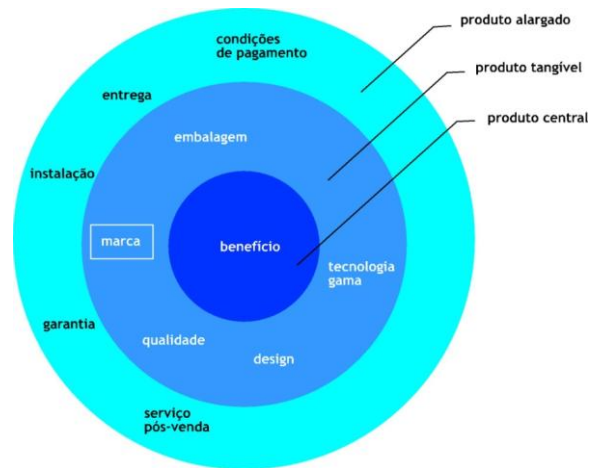 produto alargado
condições
de pagamento
produto tangível
entrega
produto central
embalagem
instalação
marca
benefício
tecnologia
gama
garantia
qualidade
design
serviço
pós-venda